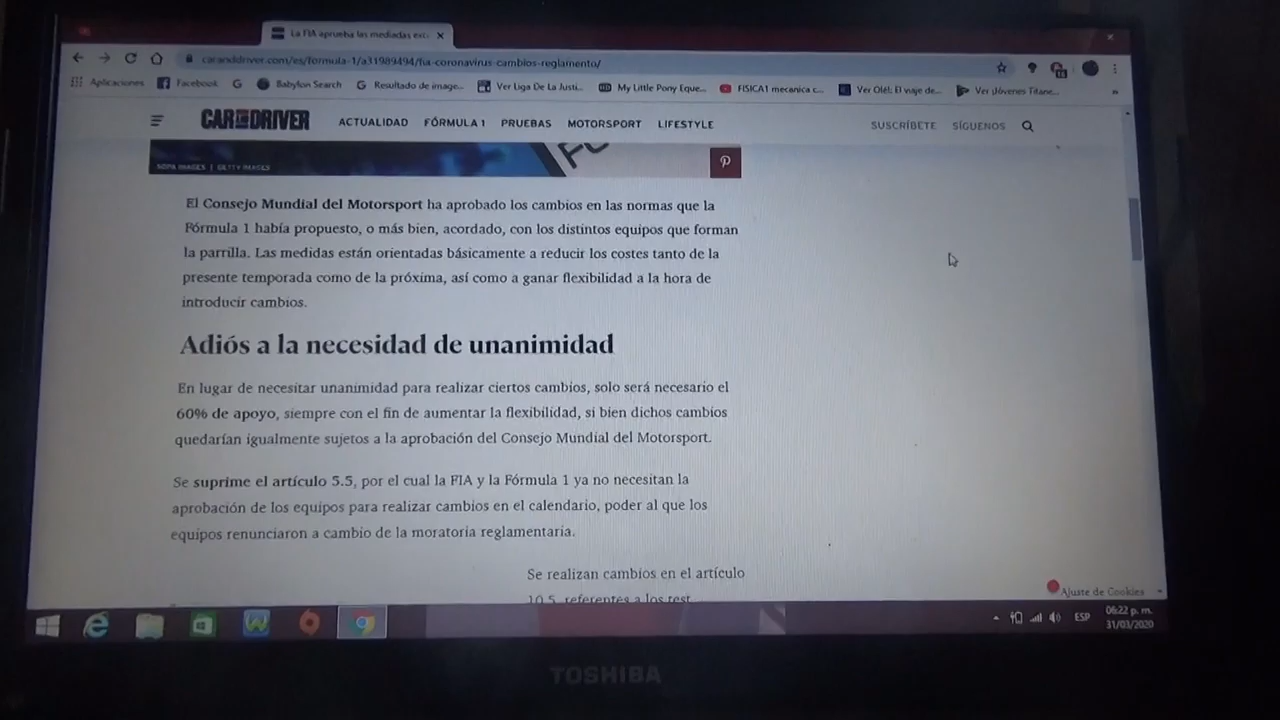 La FIA aprueba las mediadas exc
caranddriver.com/es/formula-1/a31989494/fia-coronavirus-cambios-reglamento/
Aplicaciones Facebook Babylon Search Resultado de image... Ver Liga De La Justi... My Little Pony Eque... FISICA1 mecanica c... Ver Olé!: El viaje de... Ver ¡Jóvenes Titane...
CAR AND DRIVER ACTUALIDAD FÓRMULA 1 PRUEBAS MOTORSPORT LIFESTYLE SUSCRÍBETE SÍGUENOS
SOPA IMAGES | GETTY IMAGES
El Consejo Mundial del Motorsport ha aprobado los cambios en las normas que la
Fórmula 1 había propuesto, o más bien, acordado, con los distintos equipos que forman
la parrilla. Las medidas están orientadas básicamente a reducir los costes tanto de la
presente temporada como de la próxima, así como a ganar flexibilidad a la hora de
introducir cambios.
Adiós a la necesidad de unanimidad
En lugar de necesitar unanimidad para realizar ciertos cambios, solo será necesario el
60% de apoyo, siempre con el fin de aumentar la flexibilidad, si bien dichos cambios
quedarían igualmente sujetos a la aprobación del Consejo Mundial del Motorsport.
Se suprime el artículo 5.5, por el cual la FIA y la Fórmula 1 ya no necesitan la
aprobación de los equipos para realizar cambios en el calendario, poder al que los
equipos renunciaron a cambio de la moratoria reglamentaria.
Se realizan cambios en el artículo
10.5, referentes a los test
Ajuste de Cookies
ESP 06:22 p. m.
31/03/2020
TOSHIBA